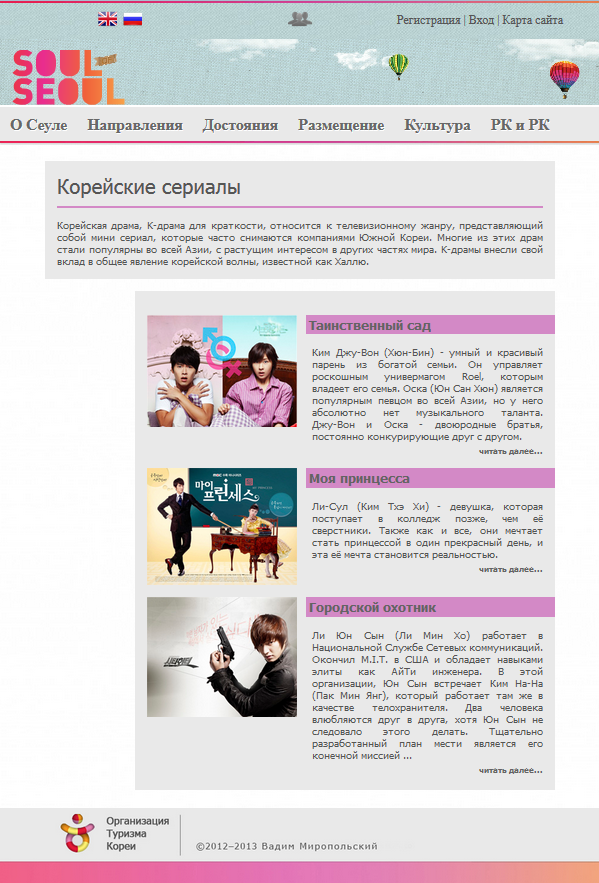 Регистрация | Вход | Карта сайта
SOUL
SEOUL
О Сеуле Направления Достояния Размещение Культура РК и РК
Корейские сериалы
Корейская драма, К-драма для краткости, относится к телевизионному жанру, представляющий
собой мини сериал, которые часто снимаются компаниями Южной Кореи. Многие из этих драм
стали популярны во всей Азии, с растущим интересом в других частях мира. К-драмы внесли свой
вклад в общее явление корейской волны, известной как Халлю.
Таинственный сад
Ким Джу-Вон (Хюн-Бин) - умный и красивый
парень из богатой семьи. Он управляет
роскошным универмагом Roel, которым
владеет его семья. Оска (Юн Сан Хюн) является
популярным певцом во всей Азии, но у него
абсолютно нет музыкального таланта.
Джу-Вон и Оска - двоюродные братья,
постоянно конкурирующие друг с другом.
читать далее...
마이
프린세스
Моя принцесса
Ли-Сул (Ким Тхэ Хи) - девушка, которая
поступает в колледж позже, чем её
сверстники. Также как и все, они мечтает
стать принцессой в один прекрасный день, и
эта её мечта становится реальностью.
читать далее...
Городской охотник
Ли Юн Сын (Ли Мин Хо) работает в
Национальной Службе Сетевых коммуникаций.
Окончил M.I.T. в США и обладает навыками
элиты как АйТи инженера. В этой
организации, Юн Сын встречает Ким На-На
(Пак Мин Янг), который работает там же в
качестве телохранителя. Два человека
влюбляются друг в друга, хотя Юн Сын не
следовало этого делать. Тщательно
разработанный план мести является его
конечной миссией ...
читать далее...
Организация
Туризма
Кореи
©2012–2013 Вадим Миропольский